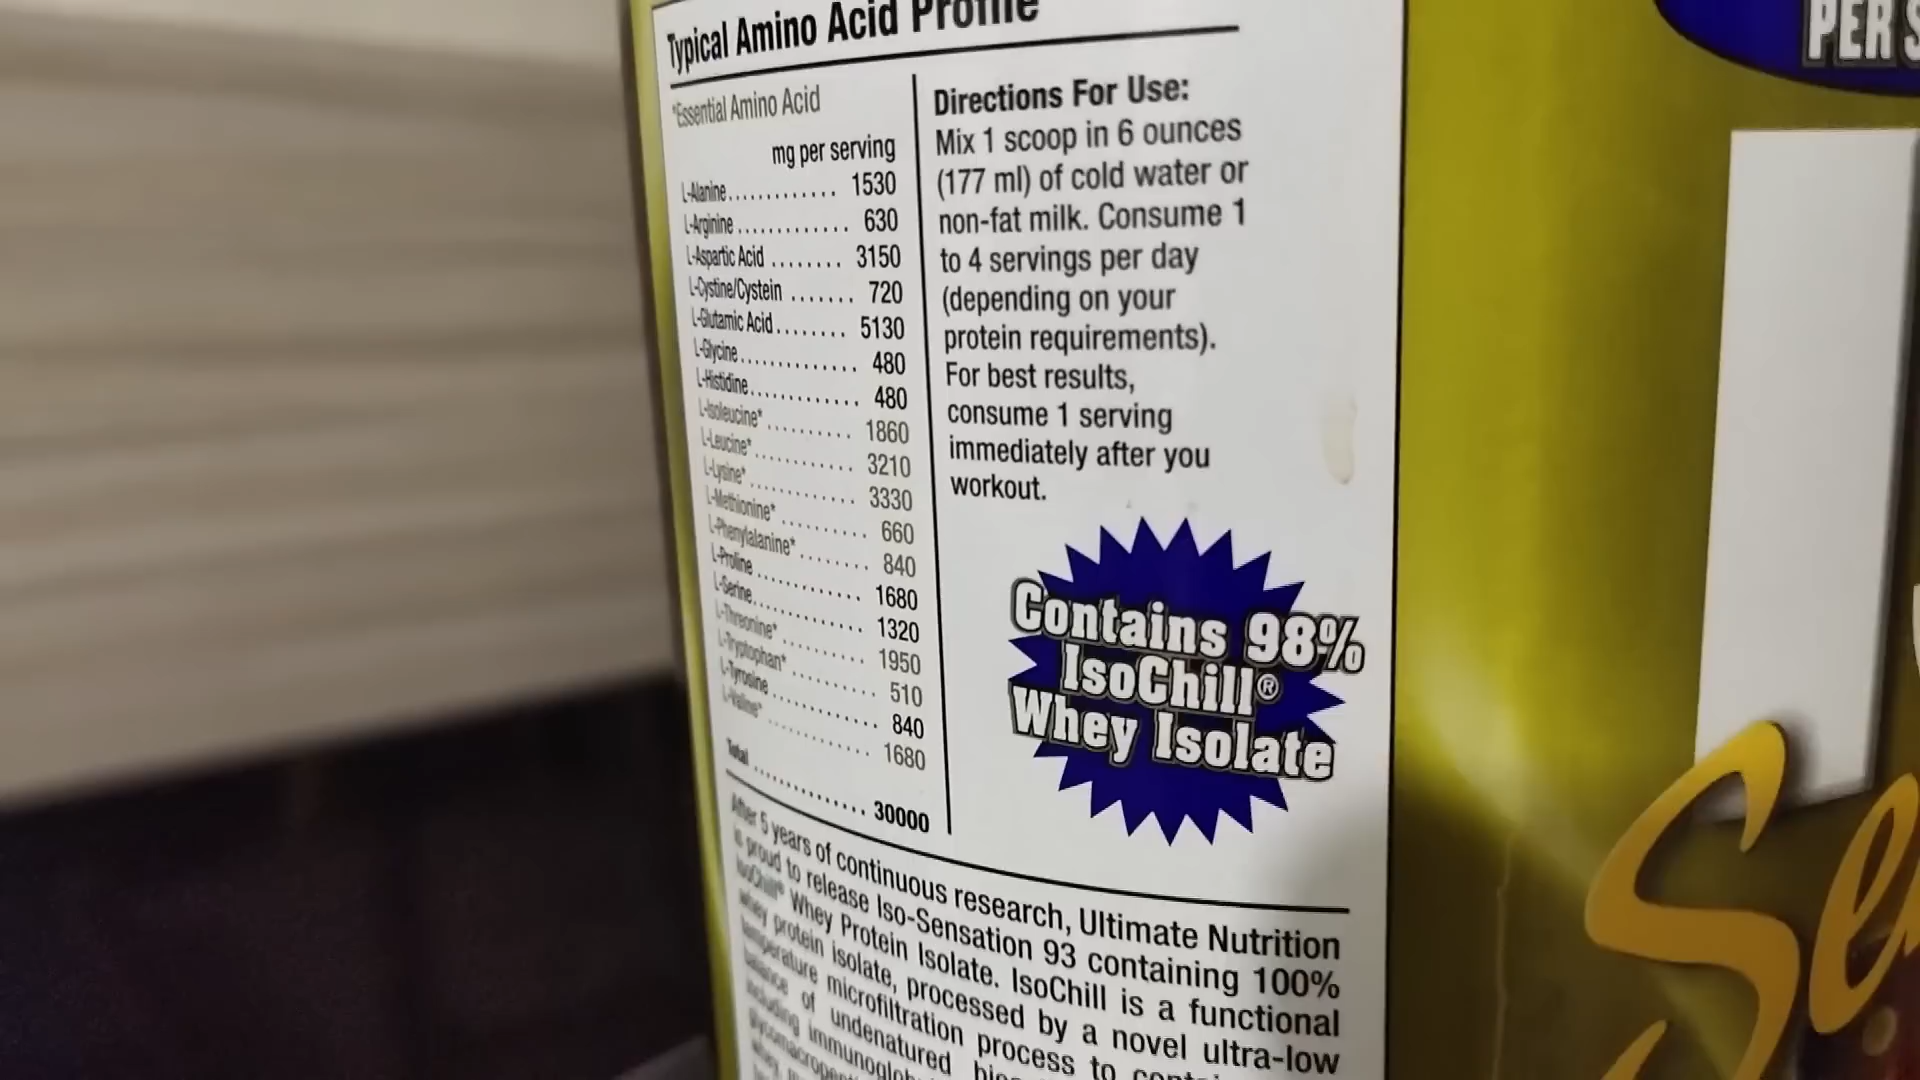 Typical Amino Acid Profile
*Essential Amino Acid
mg per serving
L-Alanine............ 1530
L-Arginine ............. 630
L-Aspartic Acid ........ 3150
L-Cystine/Cystein ....... 720
L-Glutamic Acid ........ 5130
L-Glycine............. 480
L-Histidine ............ 480
L-Isoleucine* .......... 1860
L-Leucine* ............ 3210
L-Lysine* ............. 3330
L-Methionine* ......... 660
L-Phenylalanine* ....... 840
L-Proline ............ 1680
L-Serine............. 1320
L-Threonine* ......... 1950
L-Tryptophan* ......... 510
L-Tyrosine ............ 840
L-Valine* ............ 1680
Total ............. 30000
Directions For Use:
Mix 1 scoop in 6 ounces
(177 ml) of cold water or
non-fat milk. Consume 1
to 4 servings per day
(depending on your
protein requirements).
For best results,
consume 1 serving
immediately after you
workout.
Contains 98%
IsoChill®
Whey Isolate
After 5 years of continuous research, Ultimate Nutrition
is proud to release Iso-Sensation 93 containing 100%
IsoChill® Whey Protein Isolate. IsoChill is a functional
whey protein isolate, processed by a novel ultra-low
temperature microfiltration process to
balance of undenatured
including
PER